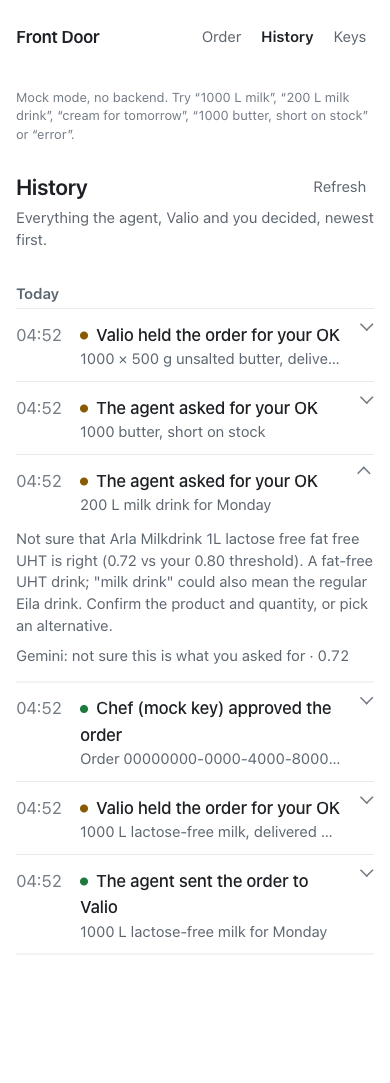 Front Door
Order
History
Keys
Mock mode, no backend. Try “1000 L milk”, “200 L milk
drink”, “cream for tomorrow”, “1000 butter, short on stock”
or “error”.
History
Refresh
Everything the agent, Valio and you decided, newest
first.
Today
04:52
Valio held the order for your OK
1000 × 500 g unsalted butter, delive...
04:52
The agent asked for your OK
1000 butter, short on stock
04:52
The agent asked for your OK
200 L milk drink for Monday
Not sure that Arla Milkdrink 1L lactose free fat free
UHT is right (0.72 vs your 0.80 threshold). A fat-free
UHT drink; "milk drink" could also mean the regular
Eila drink. Confirm the product and quantity, or pick
an alternative.
Gemini: not sure this is what you asked for · 0.72
04:52
Chef (mock key) approved the
order
Order 00000000-0000-4000-8000...
04:52
Valio held the order for your OK
1000 L lactose-free milk, delivered ...
04:52
The agent sent the order to
Valio
1000 L lactose-free milk for Monday